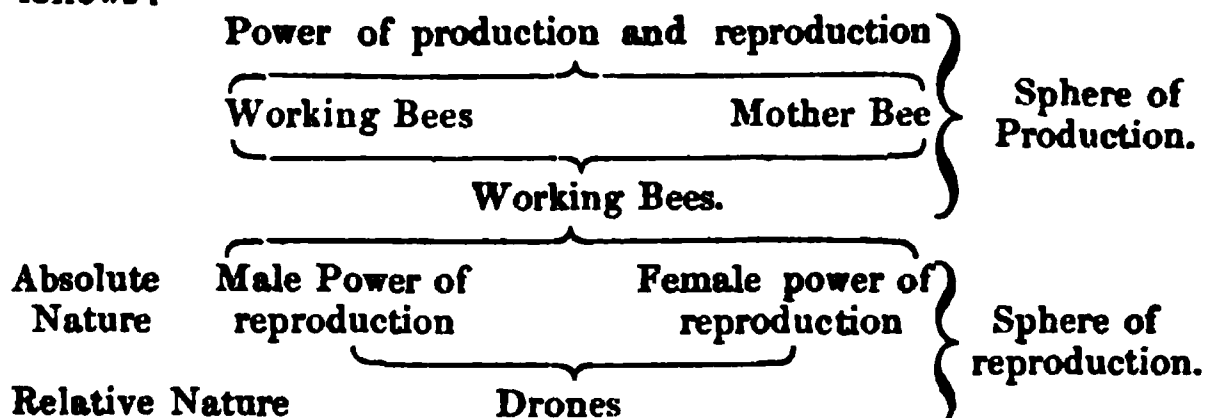 Power of production and reproduction
Working Bees Mother Bee
Sphere of
Production.
Working Bees.
Absolute Male Power of Female power of
Nature reproduction reproduction
Sphere of
reproduction.
Relative Nature Drones